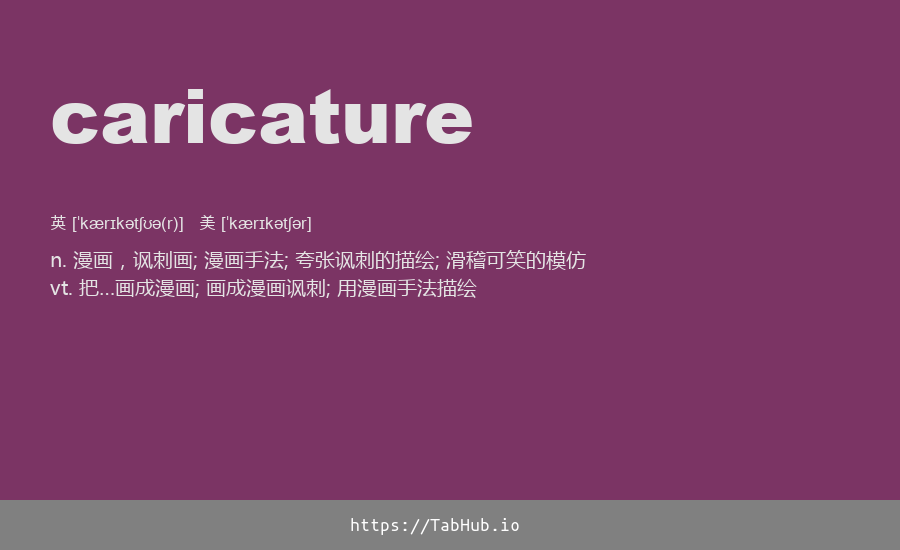 caricature
英 [ˈkærɪkətʃʊə(r)] 美 [ˈkærɪkətʃər]
n. 漫画，讽刺画; 漫画手法; 夸张讽刺的描绘; 滑稽可笑的模仿
vt. 把…画成漫画; 画成漫画讽刺; 用漫画手法描绘
https://TabHub.io